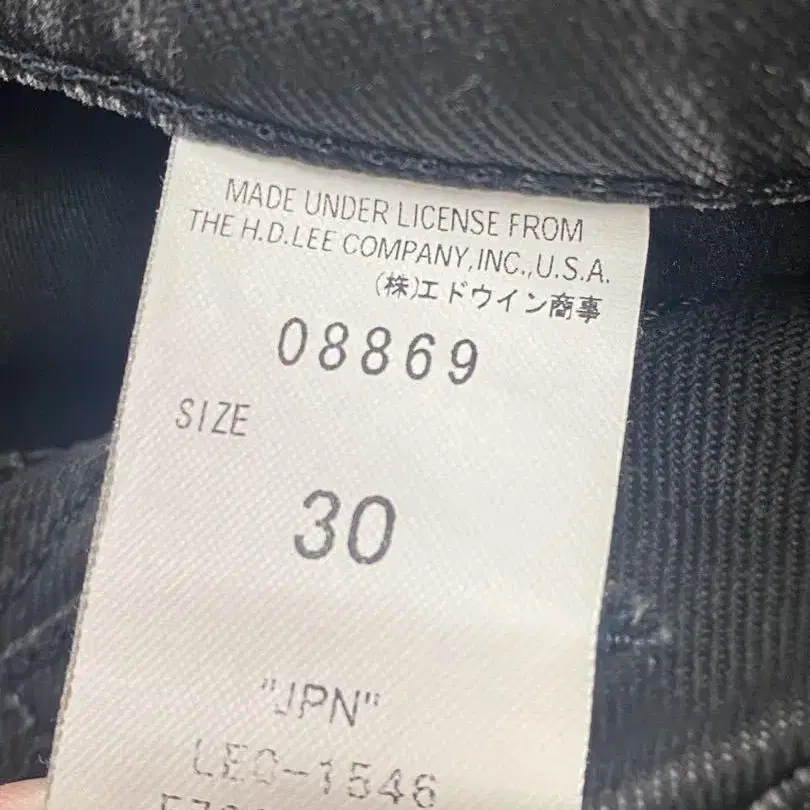 MADE UNDER LICENSE FROM
THE H.D.LEE COMPANY,INC.,U.S.A.
(株)エドウイン商事
08869
SIZE
30
"JPN"
LEC-1546